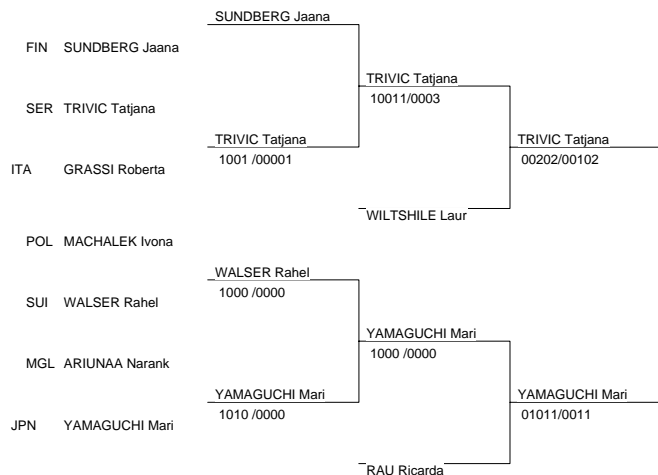 SUNDBERG Jaana
FIN SUNDBERG Jaana
TRIVIC Tatjana
10011/0003
SER TRIVIC Tatjana
TRIVIC Tatjana
1001 /00001
TRIVIC Tatjana
00202/00102
ITA GRASSI Roberta
WILTSHILE Laur
POL MACHALEK Ivona
WALSER Rahel
1000 /0000
SUI WALSER Rahel
YAMAGUCHI Mari
1000 /0000
MGL ARIUNAA Narank
YAMAGUCHI Mari
1010 /0000
YAMAGUCHI Mari
01011/0011
JPN YAMAGUCHI Mari
RAU Ricarda